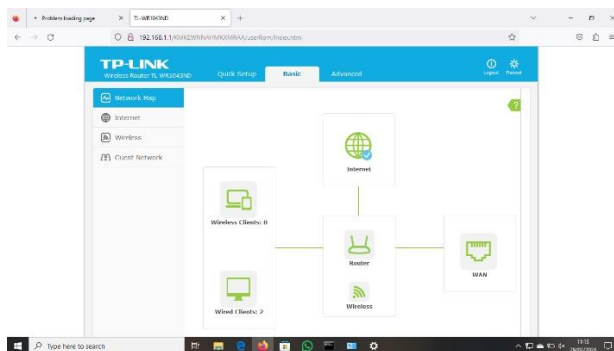 Problem loading page
TL-WR1043ND
192.168.1.1/
TP-LINK
Wireless Router TL-WR1043ND
Quick Setup
Basic
Advanced
Logout
Reboot
Network Map
Internet
Wireless
Guest Network
?
Internet
Wireless Clients: 0
Router
WAN
Wired Clients: 2
Wireless
Type here to search